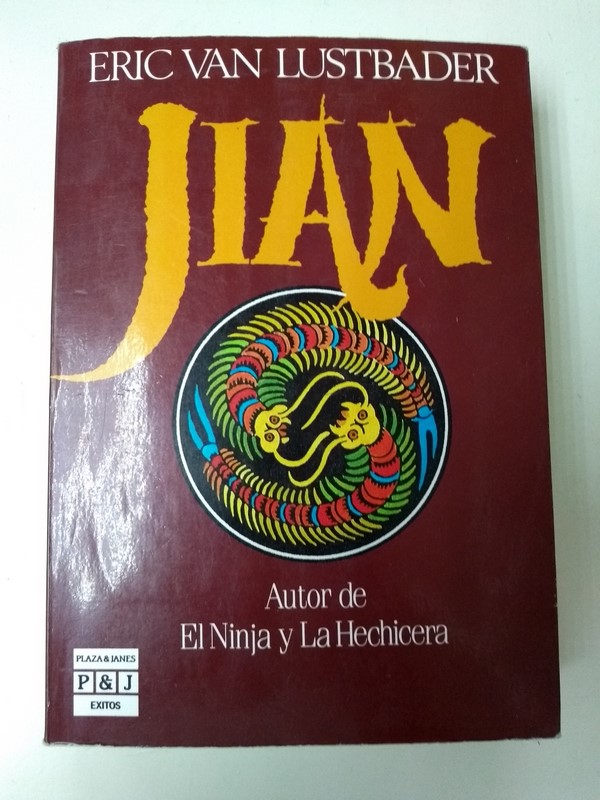 ERIC VAN LUSTBADER
JIAN
Autor de
El Ninja y La Hechicera
PLAZA & JANES
P & J
EXITOS